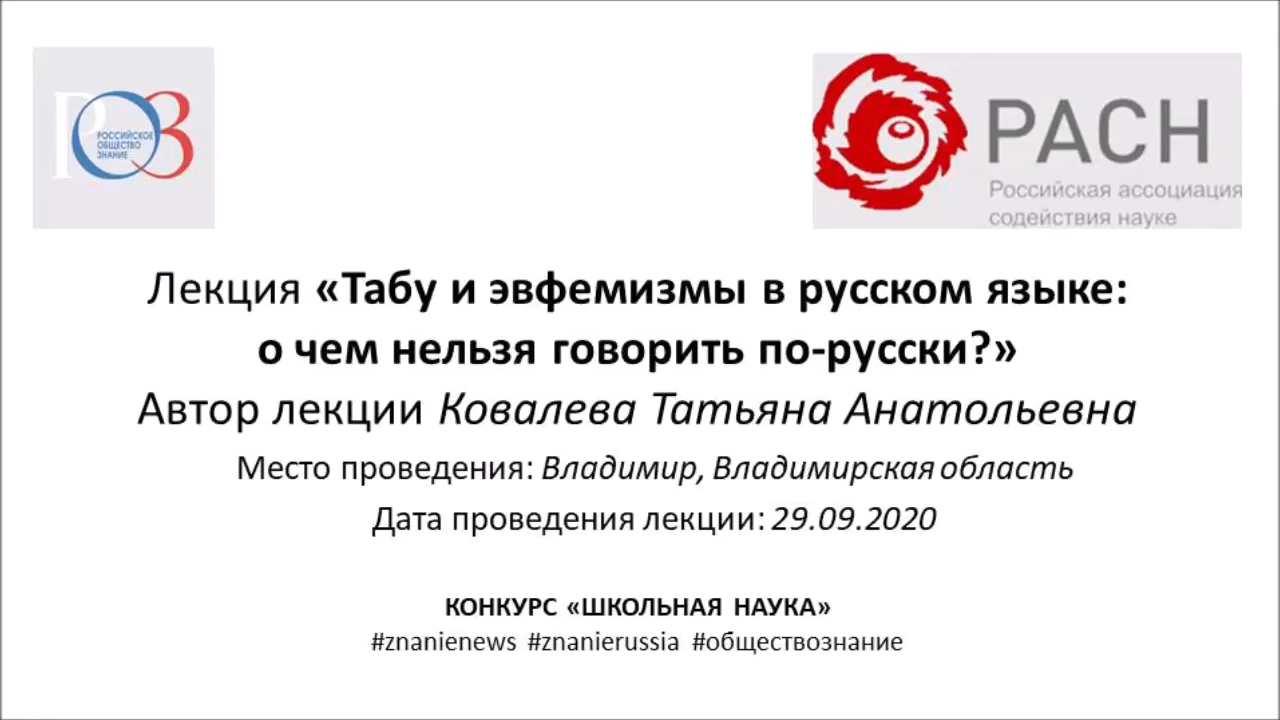 РОЗ
РОССИЙСКОЕ
ОБЩЕСТВО
ЗНАНИЕ
РАСН
Российская ассоциация
содействия науке
Лекция «Табу и эвфемизмы в русском языке:
о чем нельзя говорить по-русски?»
Автор лекции Ковалева Татьяна Анатольевна
Место проведения: Владимир, Владимирская область
Дата проведения лекции: 29.09.2020
КОНКУРС «ШКОЛЬНАЯ НАУКА»
#znanienews #znanierussia #обществознание